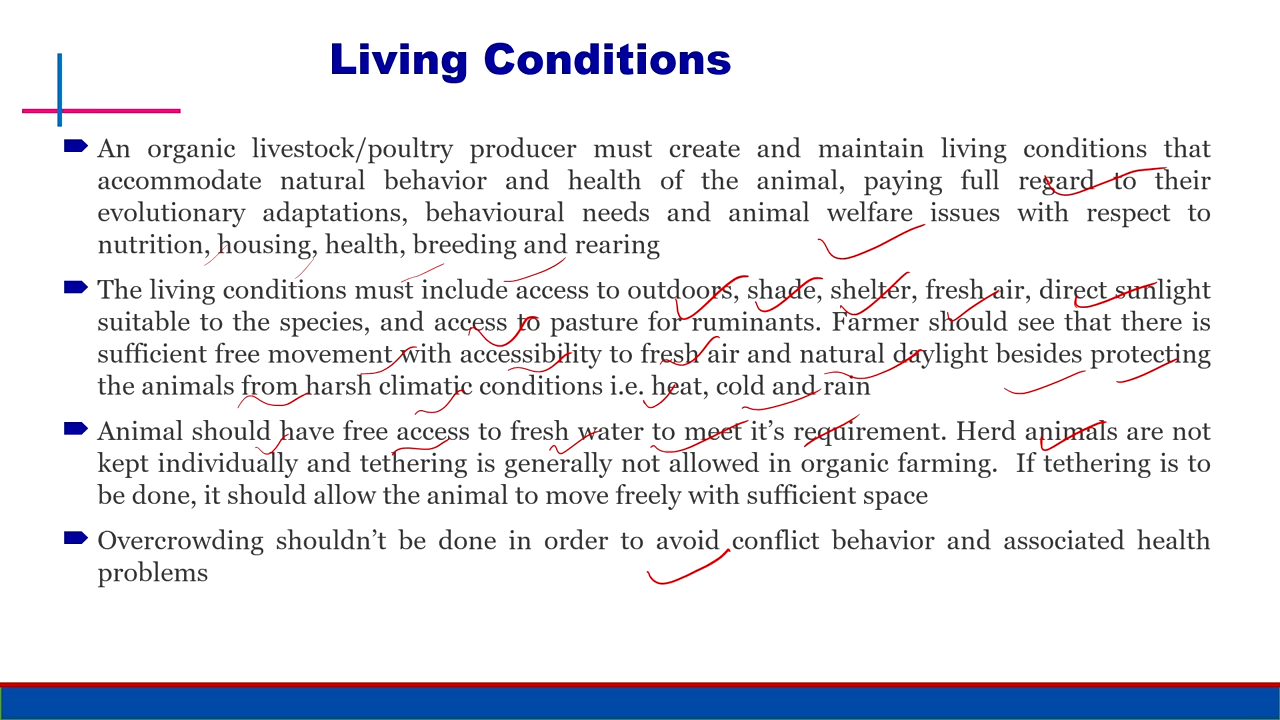 Living Conditions
An organic livestock/poultry producer must create and maintain living conditions that
accommodate natural behavior and health of the animal, paying full regard to their
evolutionary adaptations, behavioural needs and animal welfare issues with respect to
nutrition, housing, health, breeding and rearing
The living conditions must include access to outdoors, shade, shelter, fresh air, direct sunlight
suitable to the species, and access to pasture for ruminants. Farmer should see that there is
sufficient free movement with accessibility to fresh air and natural daylight besides protecting
the animals from harsh climatic conditions i.e. heat, cold and rain
Animal should have free access to fresh water to meet it’s requirement. Herd animals are not
kept individually and tethering is generally not allowed in organic farming. If tethering is to
be done, it should allow the animal to move freely with sufficient space
Overcrowding shouldn’t be done in order to avoid conflict behavior and associated health
problems